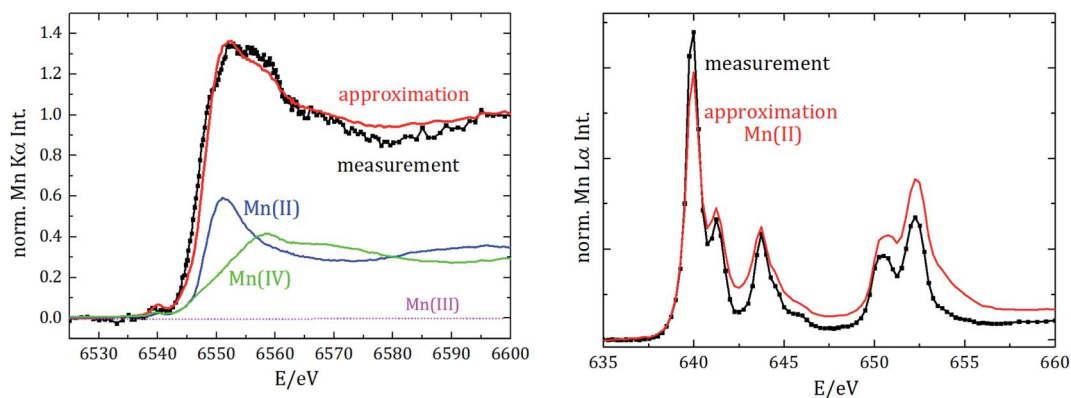 norm. Mn Kα Int.
1.4
1.2
1.0
0.8
0.6
0.4
0.2
0.0
approximation
measurement
Mn(II)
Mn(IV)
Mn(III)
6530 6540 6550 6560 6570 6580 6590 6600
E/eV
norm. Mn Lα Int.
measurement
approximation
Mn(II)
635 640 645 650 655 660
E/eV